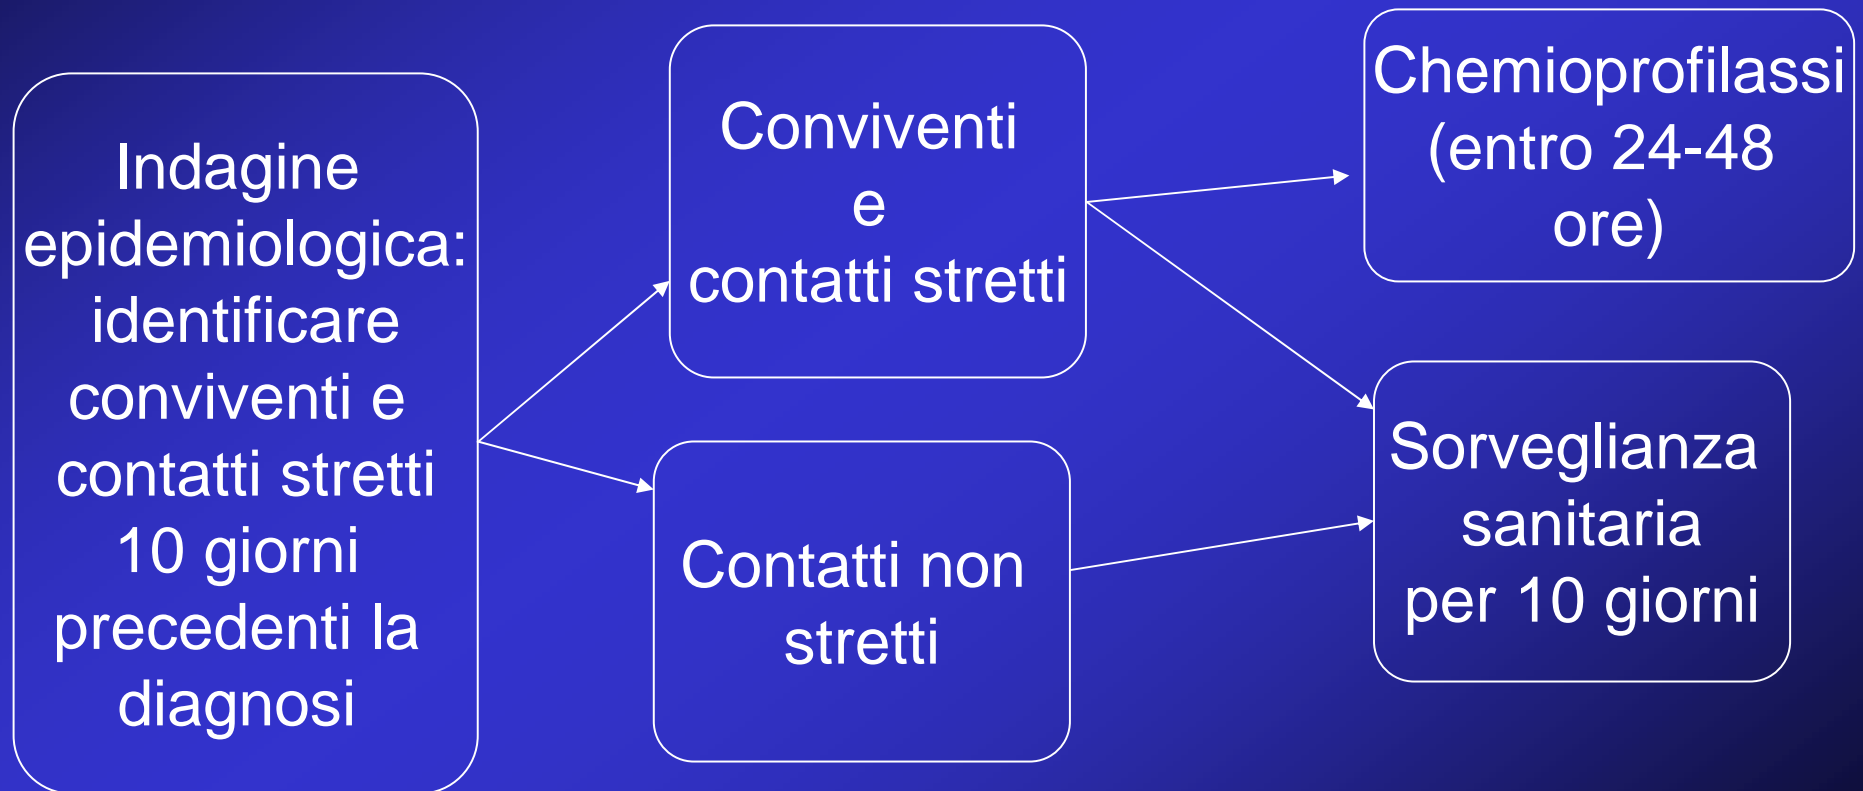 Indagine
epidemiologica:
identificare
conviventi e
contatti stretti
10 giorni
precedenti la
diagnosi
Conviventi
e
contatti stretti
Contatti non
stretti
Chemioprofilassi
(entro 24-48
ore)
Sorveglianza
sanitaria
per 10 giorni